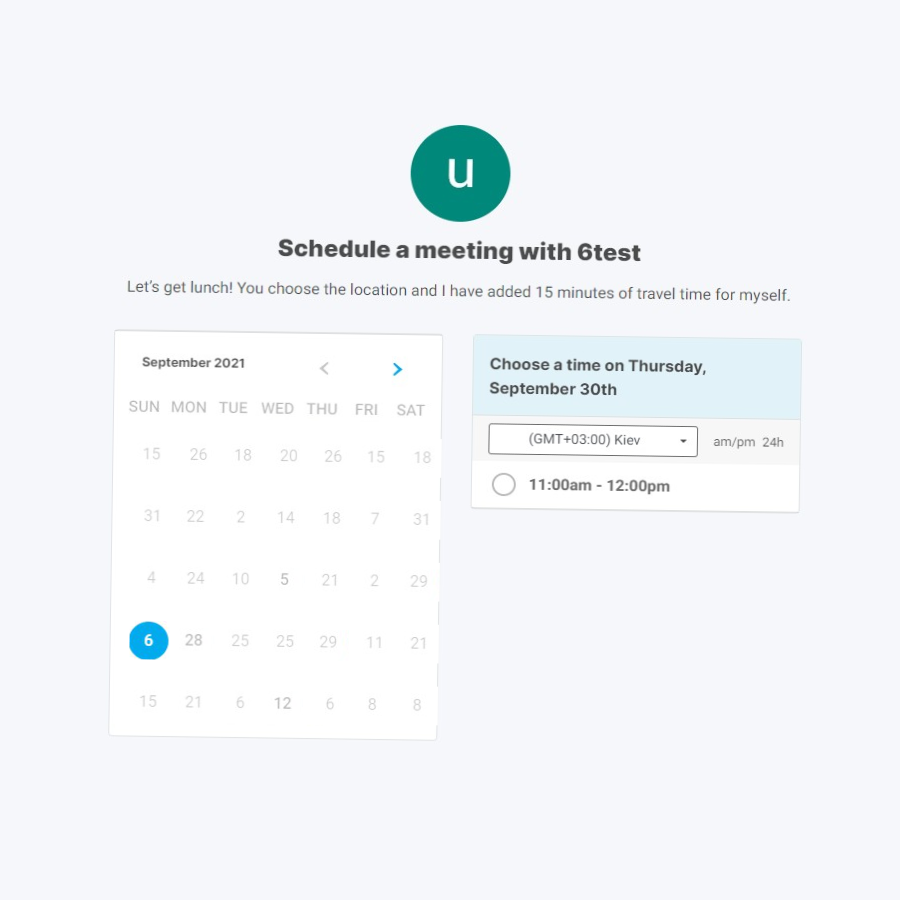 u
Schedule a meeting with 6test
Let's get lunch! You choose the location and I have added 15 minutes of travel time for myself.
September 2021
SUN MON TUE WED THU FRI SAT
15 26 18 20 26 15 18
31 22 2 14 18 7 31
4 24 10 5 21 2 29
6 28 25 25 29 11 21
15 21 6 12 6 8 8
Choose a time on Thursday,
September 30th
(GMT+03:00) Kiev am/pm 24h
11:00am - 12:00pm